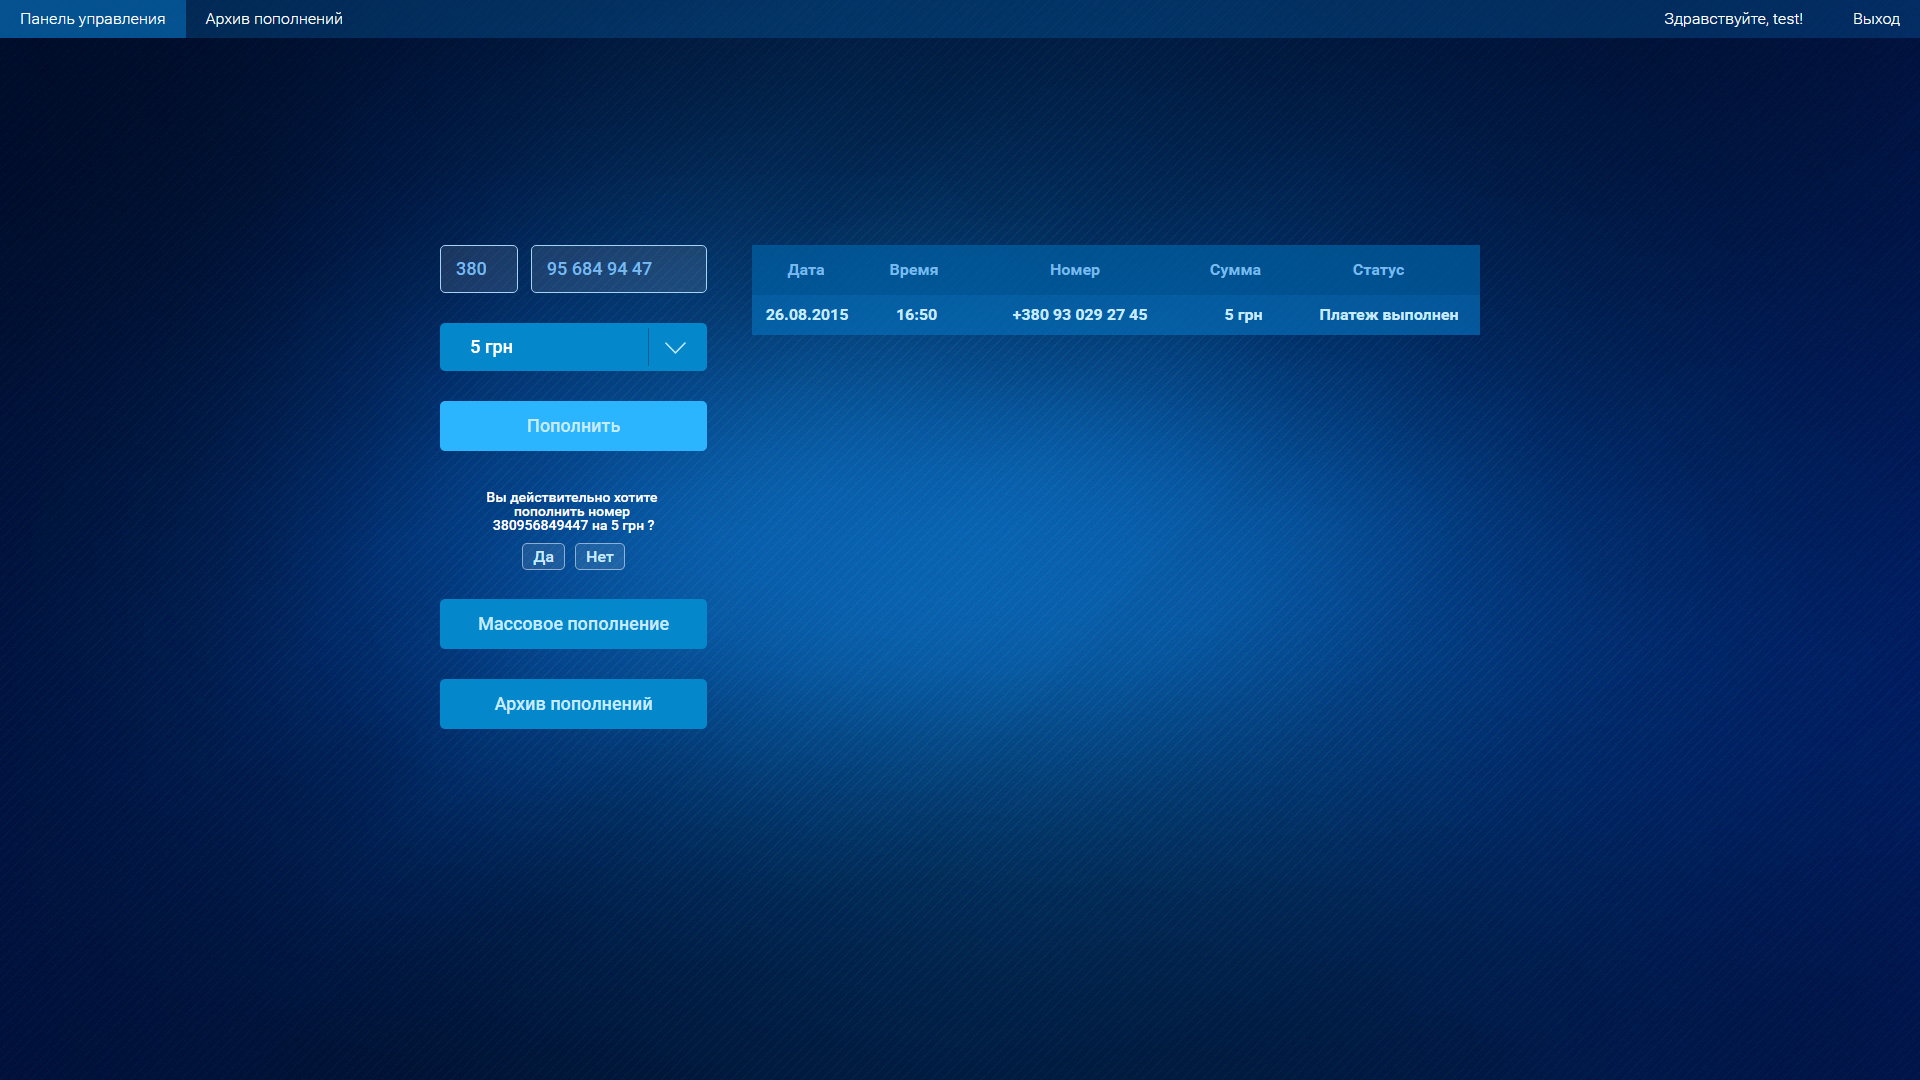 Панель управления
Архив пополнений
Здравствуйте, test!
Выход
380
95 684 94 47
5 грн
Пополнить
Вы действительно хотите
пополнить номер
380956849447 на 5 грн ?
Да
Нет
Массовое пополнение
Архив пополнений
Дата Время Номер Сумма Статус
26.08.2015 16:50 +380 93 029 27 45 5 грн Платеж выполнен